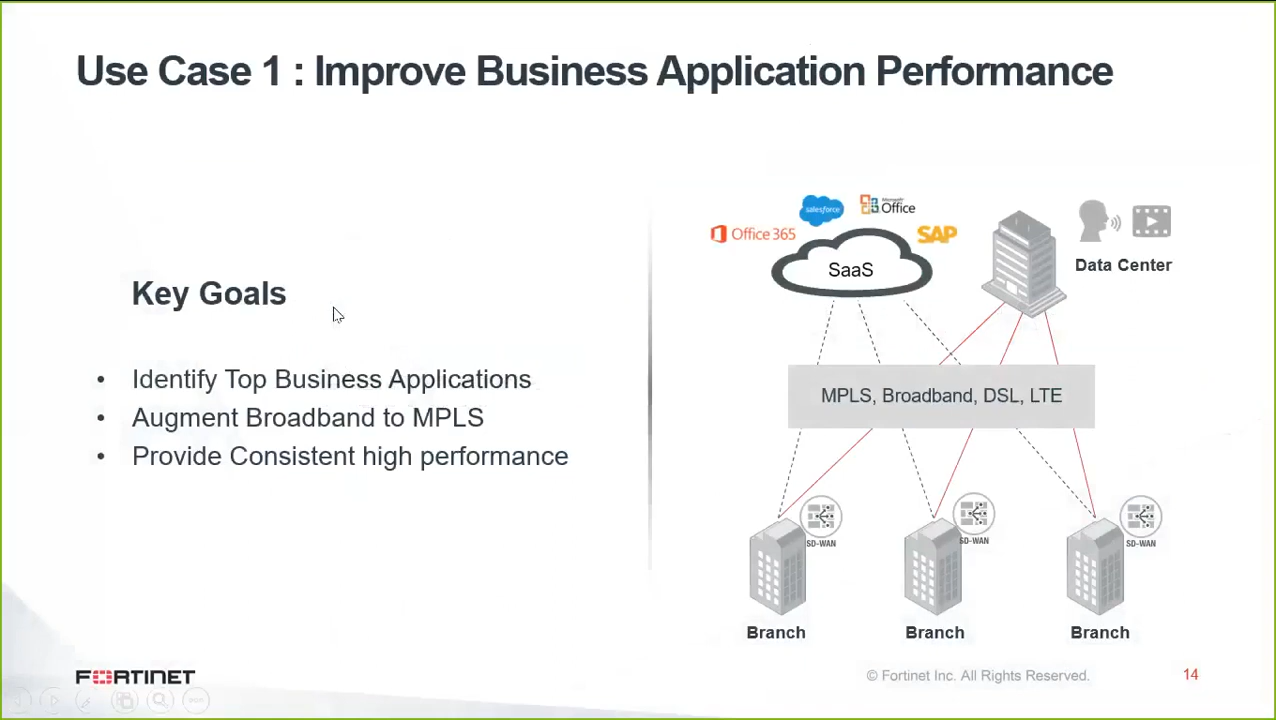 Use Case 1 : Improve Business Application Performance
Key Goals
• Identify Top Business Applications
• Augment Broadband to MPLS
• Provide Consistent high performance
Office 365
salesforce
Microsoft
Office
SAP
SaaS
Data Center
MPLS, Broadband, DSL, LTE
SD-WAN
SD-WAN
SD-WAN
Branch
Branch
Branch
FORTINET
© Fortinet Inc. All Rights Reserved.
14